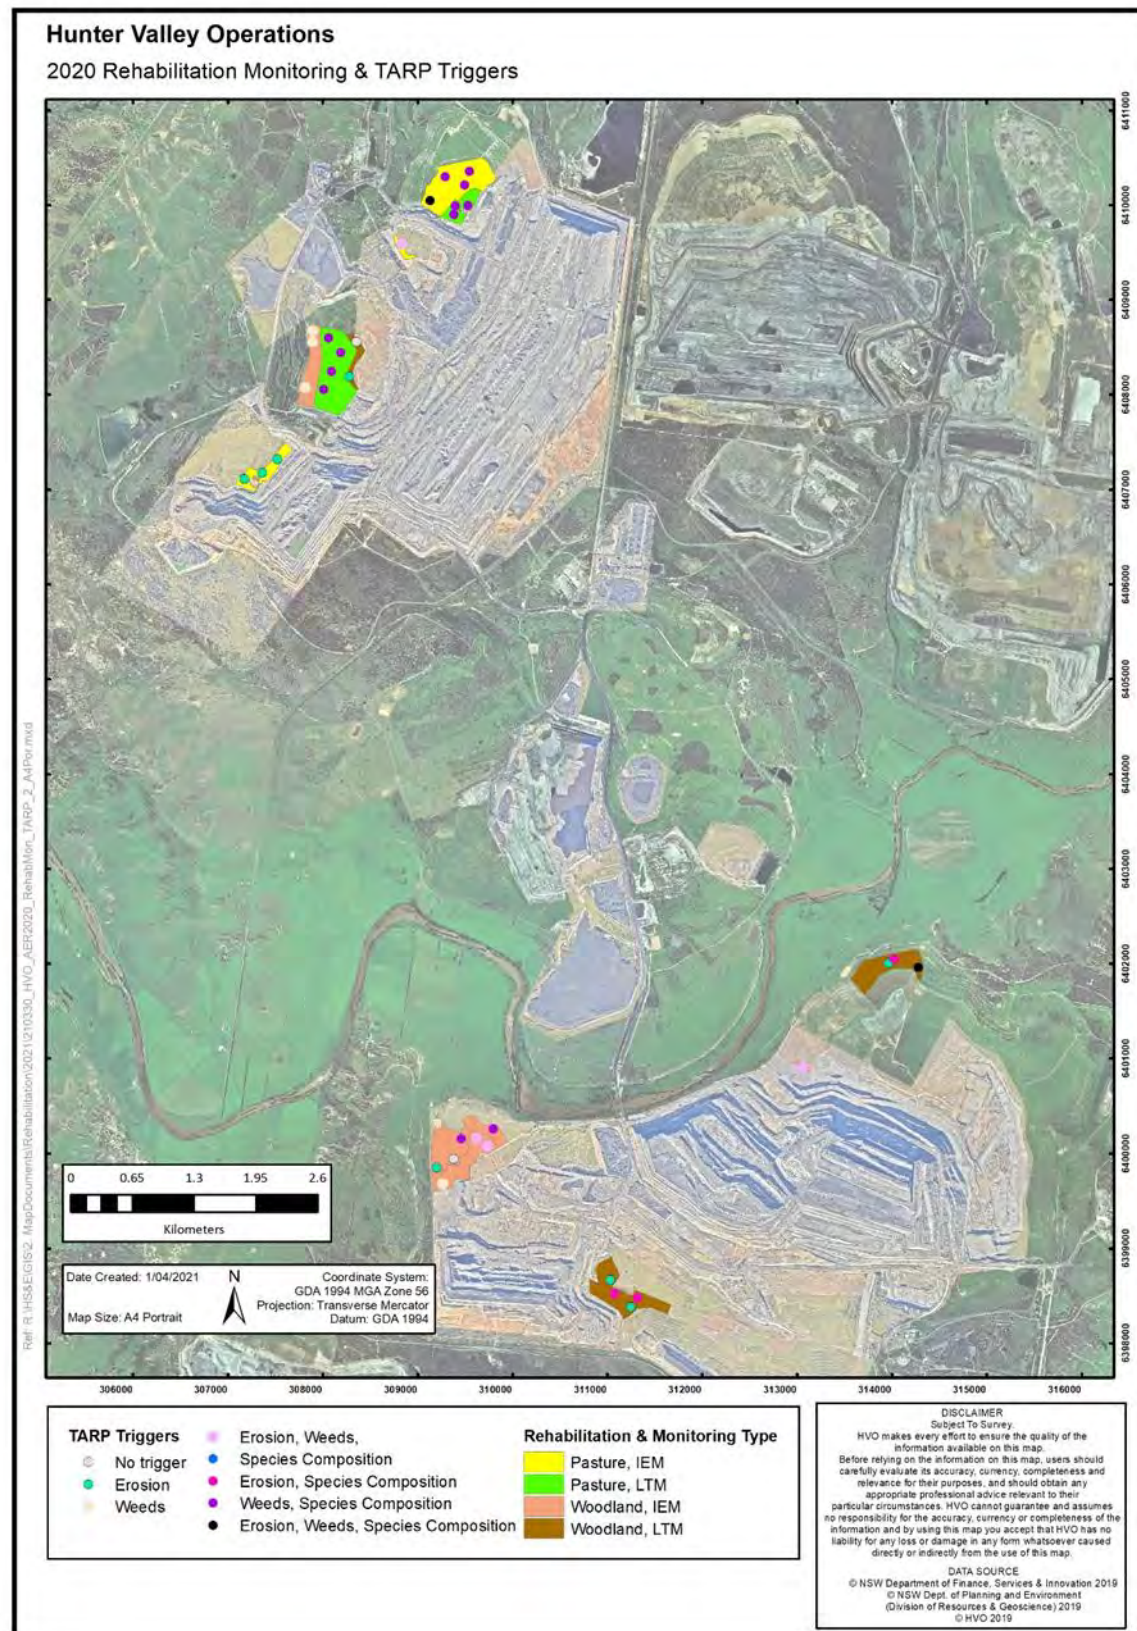 Hunter Valley Operations
2020 Rehabilitation Monitoring & TARP Triggers
6411000
6410000
6409000
6408000
6407000
6406000
6405000
6404000
6403000
6402000
6401000
6400000
6399000
6398000
0 0.65 1.3 1.95 2.6
Kilometers
Date Created: 1/04/2021
Map Size: A4 Portrait
N
Coordinate System:
GDA 1994 MGA Zone 56
Projection: Transverse Mercator
Datum: GDA 1994
306000 307000 308000 309000 310000 311000 312000 313000 314000 315000 316000
TARP Triggers
No trigger
Erosion
Weeds
Erosion, Weeds,
Species Composition
Erosion, Species Composition
Weeds, Species Composition
Erosion, Weeds, Species Composition
Rehabilitation & Monitoring Type
Pasture, IEM
Pasture, LTM
Woodland, IEM
Woodland, LTM
DISCLAIMER
Subject To Survey.
HVO makes every effort to ensure the quality of the
information available on this map.
Before relying on the information on this map, users should
carefully evaluate its accuracy, currency, completeness and
relevance for their purposes, and should obtain any
appropriate professional advice relevant to their
particular circumstances. HVO cannot guarantee and assumes
no responsibility for the accuracy, currency or completeness of the
information and by using this map you accept that HVO has no
liability for any loss or damage in any form whatsoever caused
directly or indirectly from the use of this map.
DATA SOURCE
© NSW Department of Finance, Services & Innovation 2019
© NSW Dept. of Planning and Environment
(Division of Resources & Geoscience) 2019
© HVO 2019